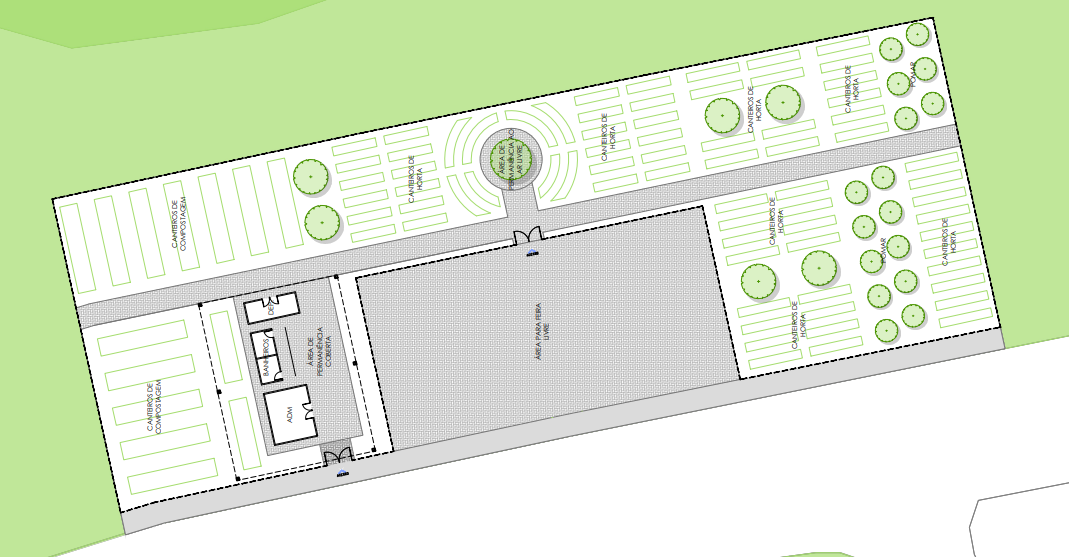 CANTEIROS DE
COMPOSTAGEM
CANTEIROS DE
HORTA
ÁREA DE
PERMANÊNCIA AO
AR LIVRE
CANTEIROS DE
HORTA
CANTEIROS DE
HORTA
CANTEIROS DE
HORTA
POMAR
CANTEIROS DE
COMPOSTAGEM
DEP.
BANHEIROS
ADM
ÁREA DE
PERMANÊNCIA
COBERTA
ÁREA PARA FEIRA
LIVRE
CANTEIROS DE
HORTA
CANTEIROS DE
HORTA
POMAR
CANTEIROS DE
HORTA